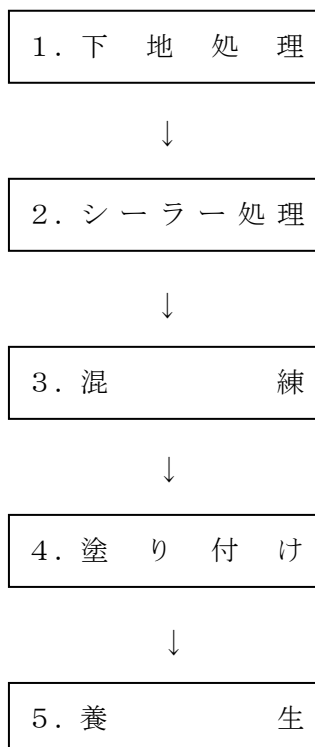 1. 下地処理
↓
2. シーラー処理
↓
3. 混練
↓
4. 塗り付け
↓
5. 養生